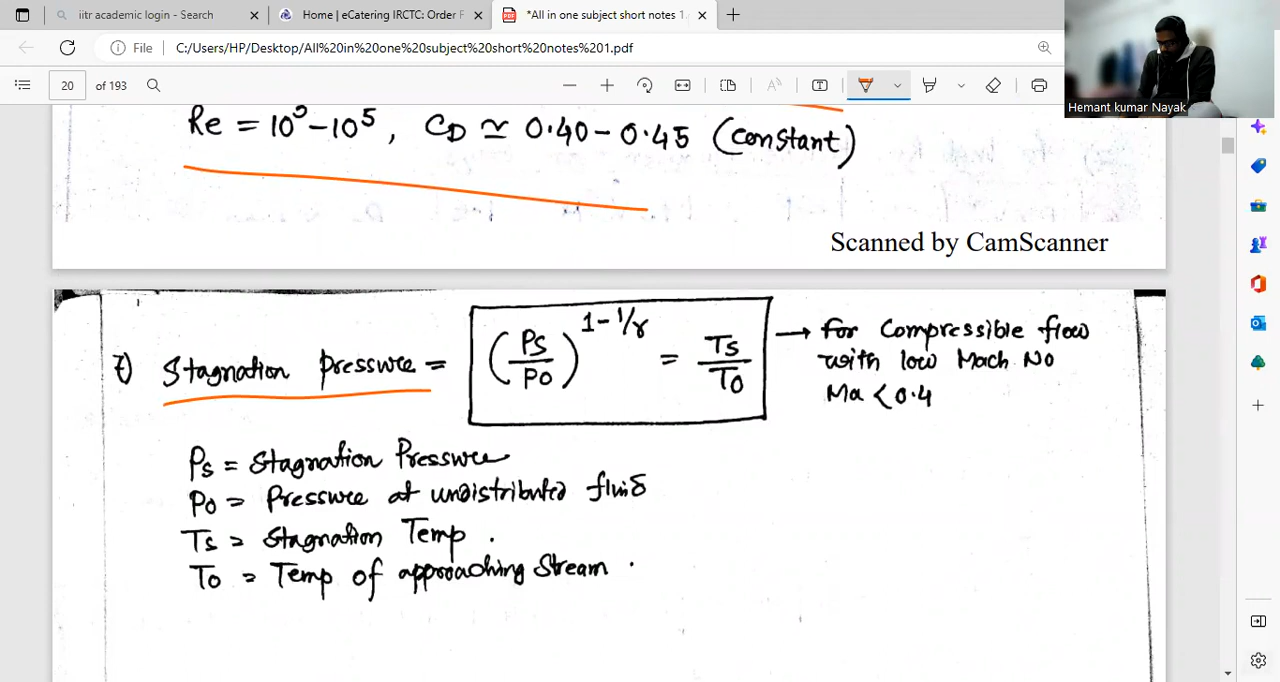 iitr academic login - Search
Home | eCatering IRCTC: Order F
*All in one subject short notes 1.p
File
C:/Users/HP/Desktop/All%20in%20one%20subject%20short%20notes%201.pdf
20 of 193
Hemant kumar Nayak
Re = 10³ - 10⁵ , CD ≃ 0.40 - 0.45 (Constant)
Scanned by CamScanner
7) Stagnation Pressure = (Ps/Po)^(1-1/γ) = Ts/To → for Compressible flow
with low Mach No
Ma < 0.4
Ps = Stagnation Pressure
Po = Pressure at undistributed fluid
Ts = Stagnation Temp .
To = Temp of approaching Stream .